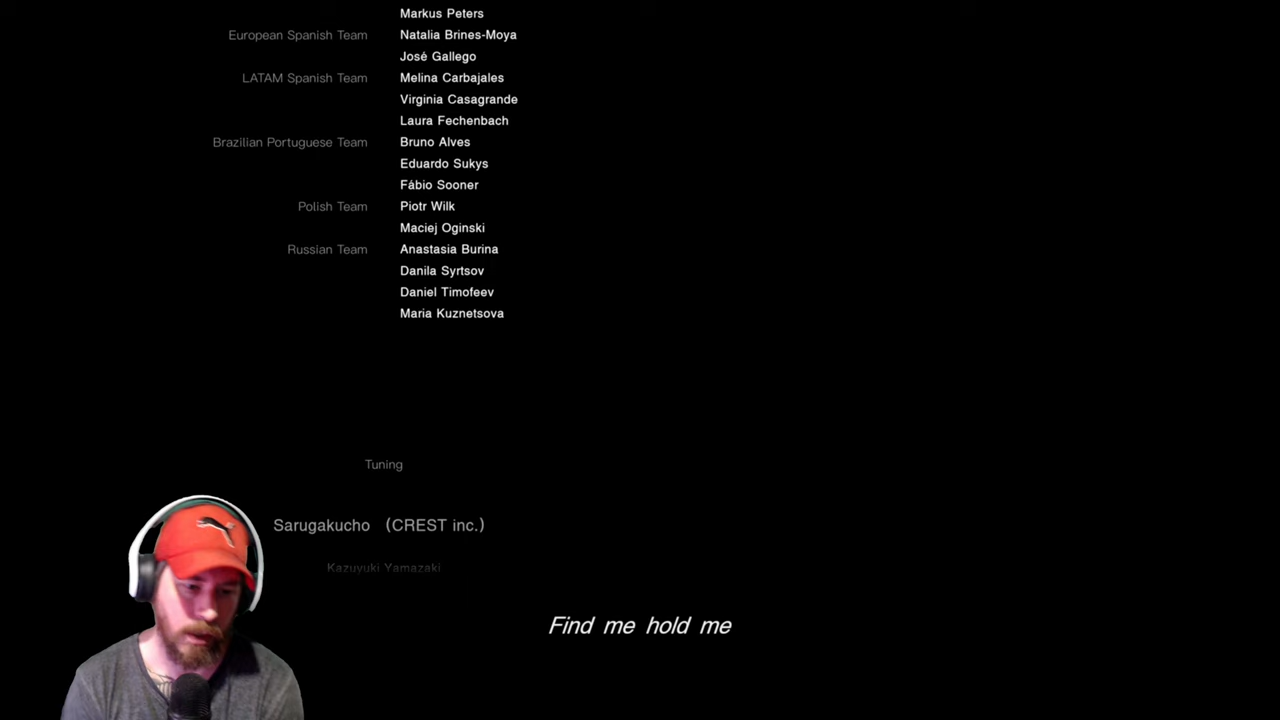 Markus Peters
European Spanish Team Natalia Brines-Moya
José Gallego
LATAM Spanish Team Melina Carbajales
Virginia Casagrande
Laura Fechenbach
Brazilian Portuguese Team Bruno Alves
Eduardo Sukys
Fábio Sooner
Polish Team Piotr Wilk
Maciej Oginski
Russian Team Anastasia Burina
Danila Syrtsov
Daniel Timofeev
Maria Kuznetsova
Tuning
Sarugakucho (CREST inc.)
Kazuyuki Yamazaki
Find me hold me